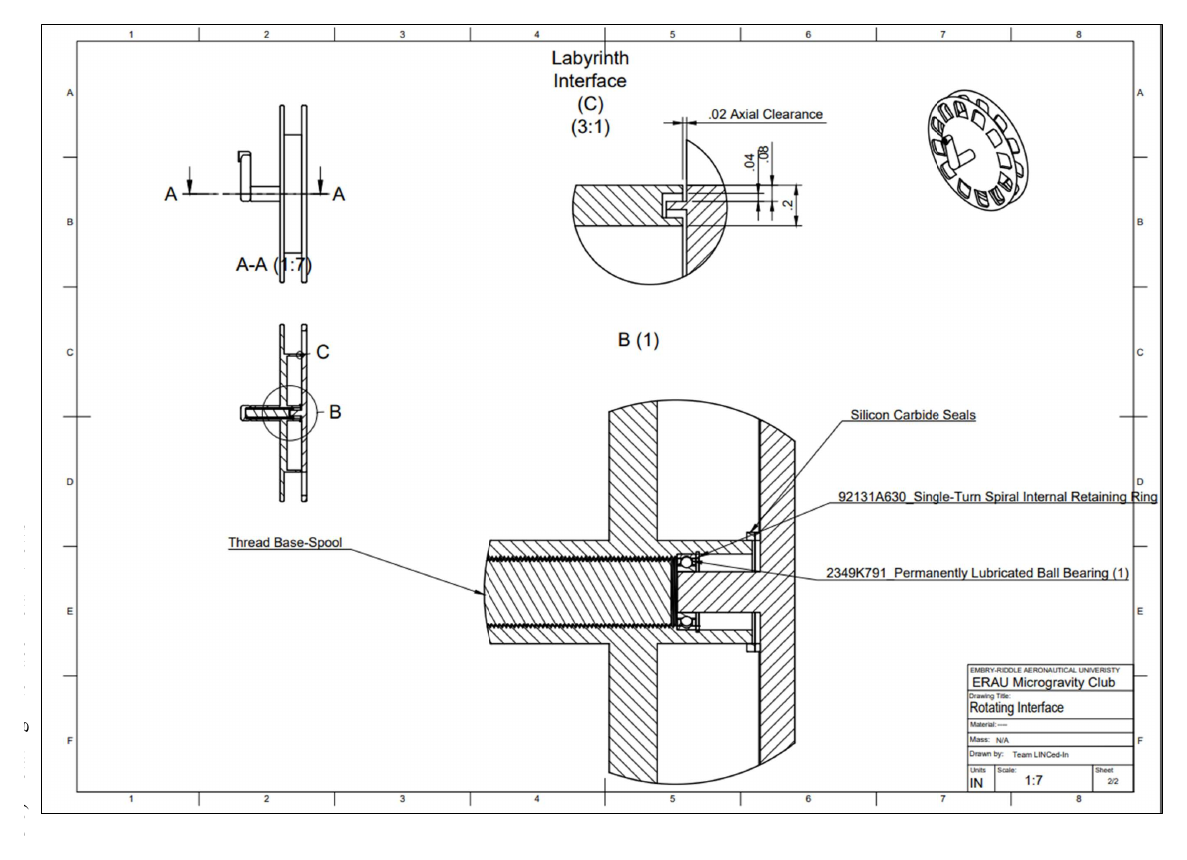 1 2 3 4 5 6 7 8
A
B
C
D
E
F
A
B
C
D
E
F
Labyrinth
Interface
(C)
(3:1)
.02 Axial Clearance
.04
.08
.2
A
A
A-A (1:7)
C
B
B (1)
Silicon Carbide Seals
92131A630_Single-Turn Spiral Internal Retaining Ring
Thread Base-Spool
2349K791_Permanently Lubricated Ball Bearing (1)
EMBRY-RIDDLE AERONAUTICAL UNIVERISTY
ERAU Microgravity Club
Drawing Title:
Rotating Interface
Material: ----
Mass: N/A
Drawn by: Team LINCed-In
Units Scale: Sheet
IN 1:7 2/2
1 2 3 4 5 6 7 8